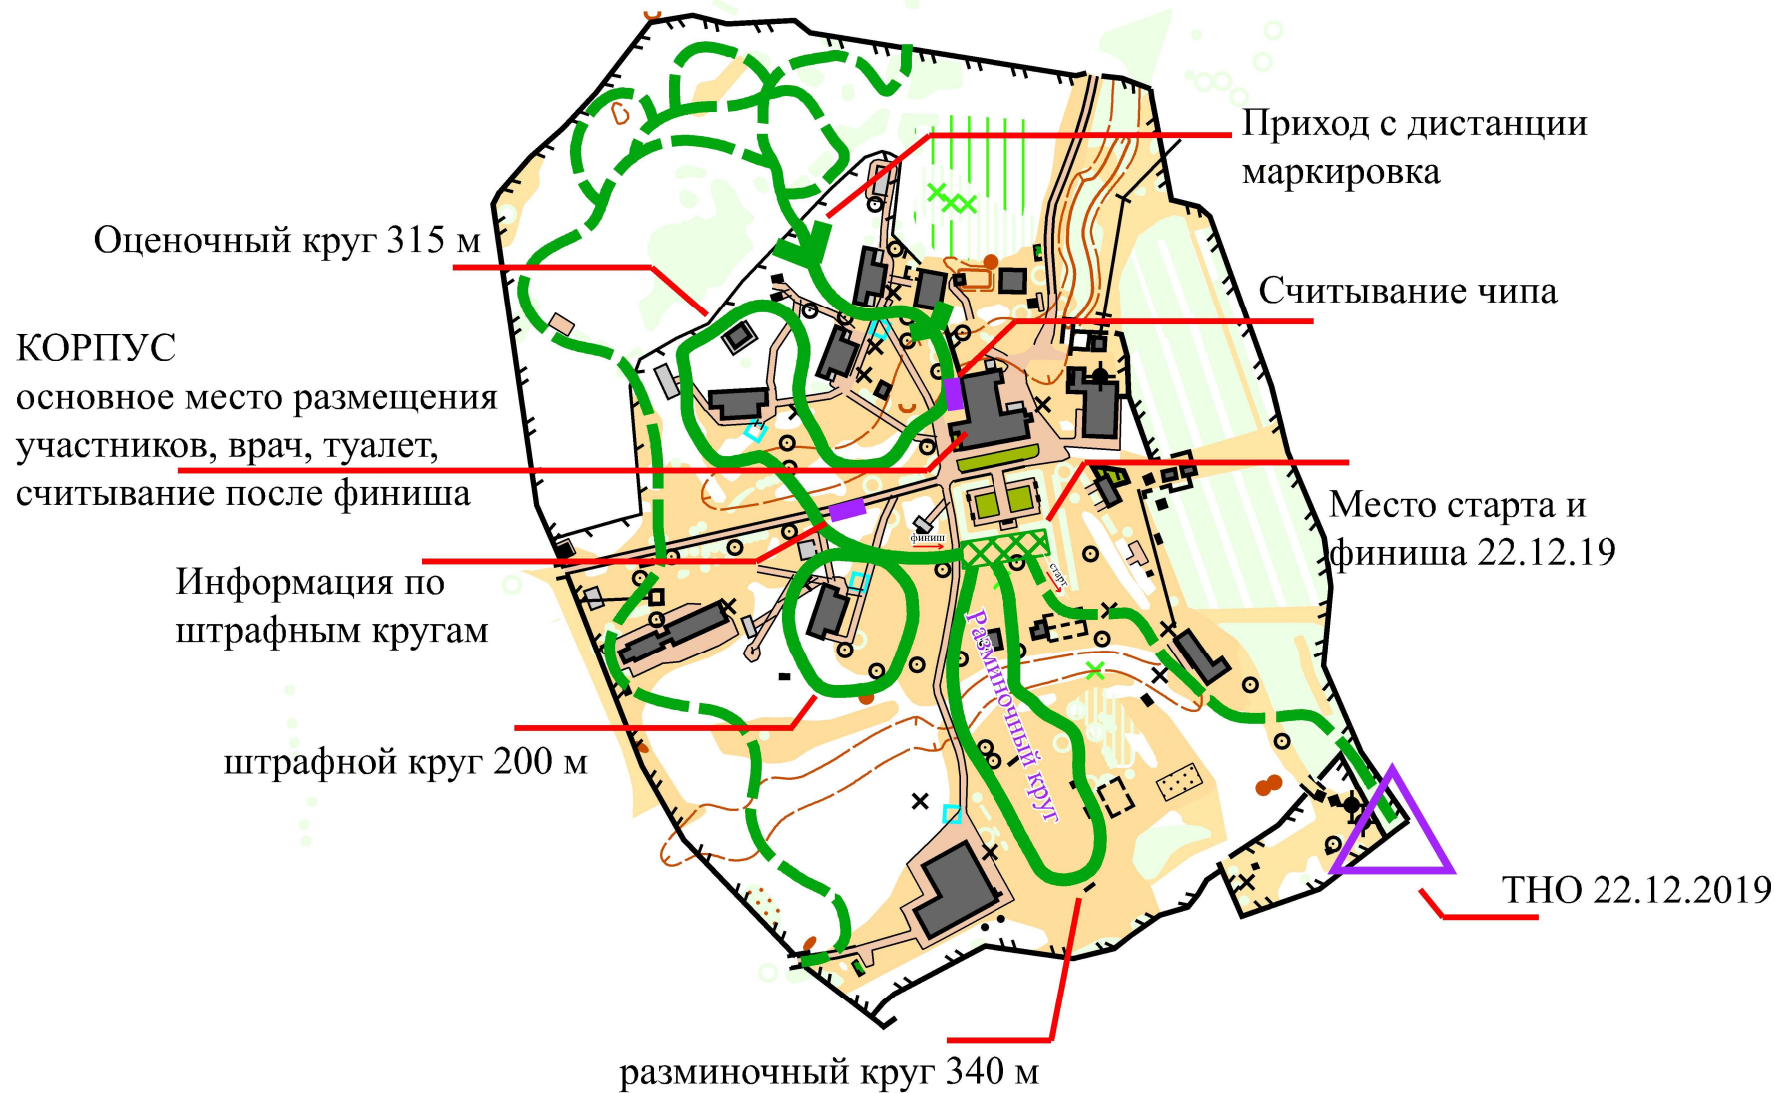 Приход с дистанции
маркировка
Оценочный круг 315 м
Считывание чипа
КОРПУС
основное место размещения
участников, врач, туалет,
считывание после финиша
Место старта и
финиша 22.12.19
финиш
старт
Информация по
штрафным кругам
Разминочный круг
штрафной круг 200 м
ТНО 22.12.2019
разминочный круг 340 м